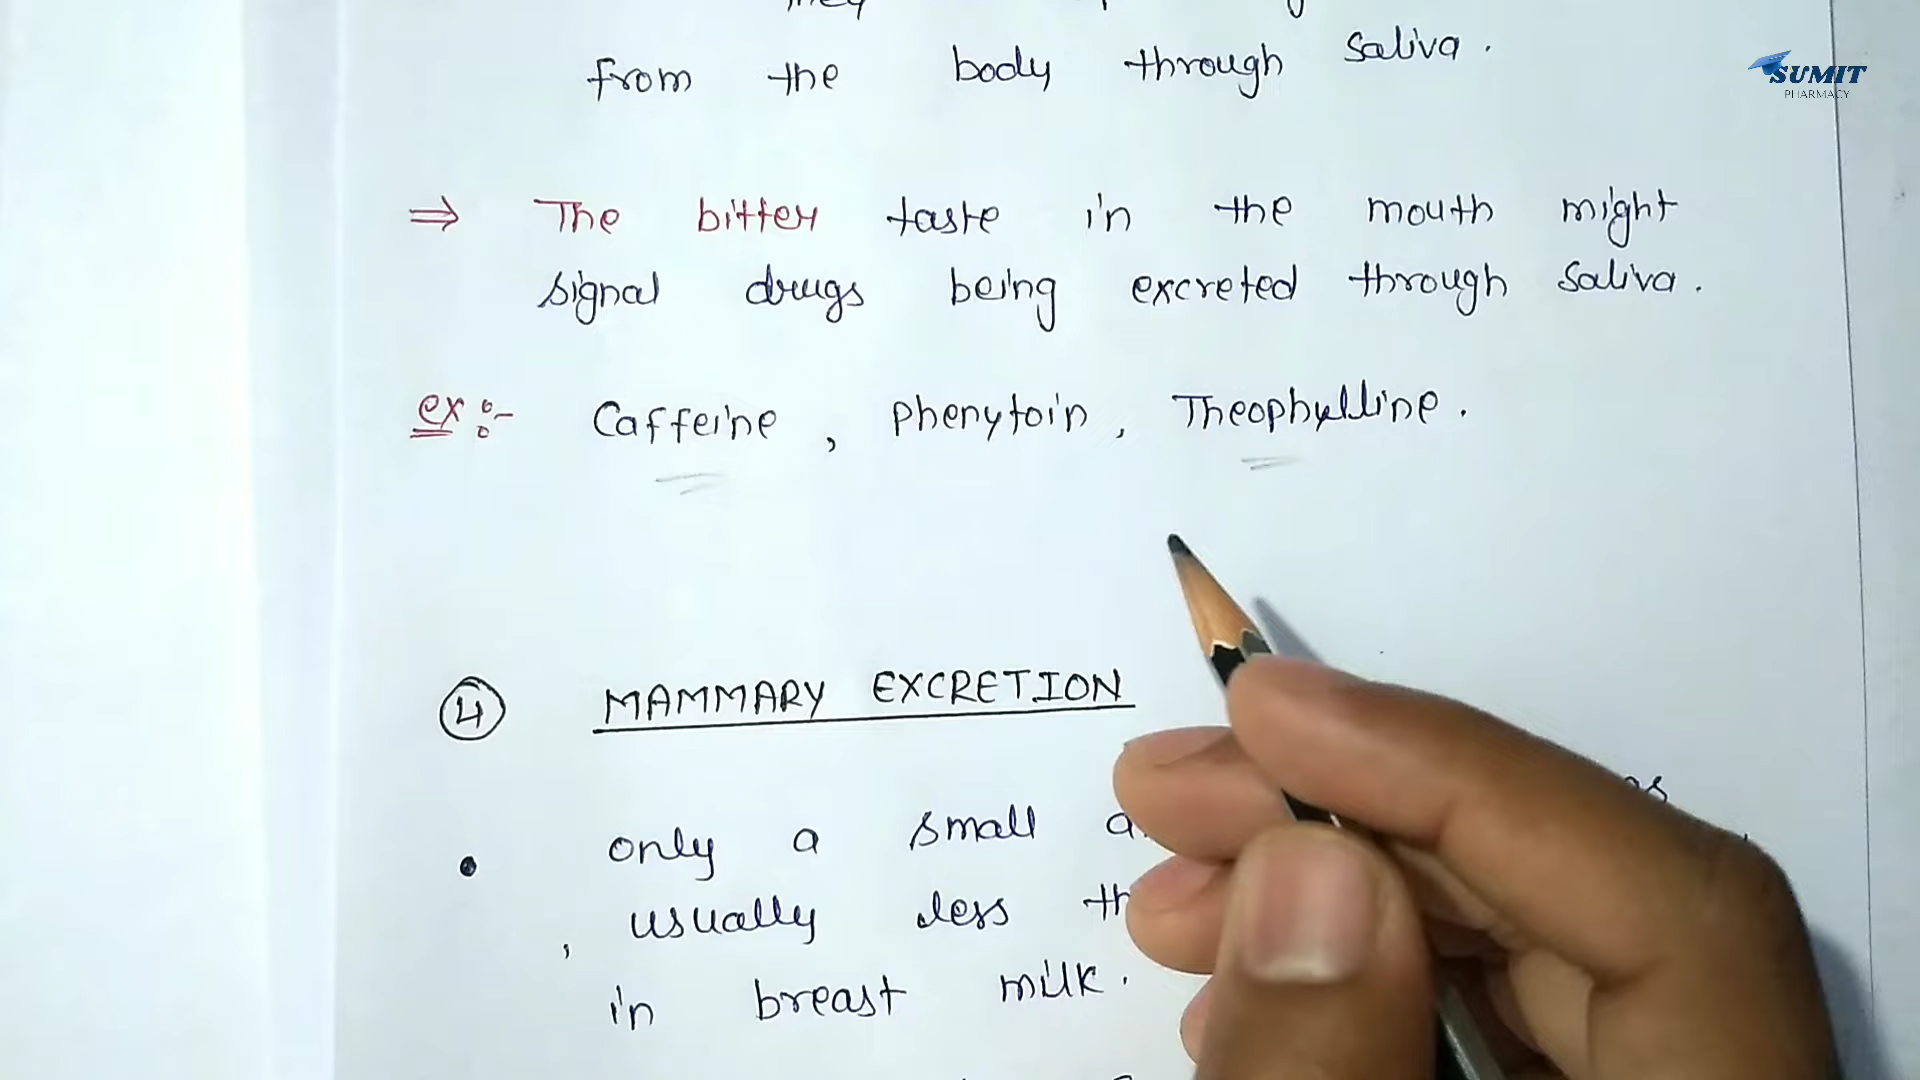 from the body through saliva.
SUMIT
PHARMACY
⇒ The bitter taste in the mouth might
signal drugs being excreted through saliva.
ex:- Caffeine, Phenytoin, Theophylline.
4 MAMMARY EXCRETION
• only a small
, usually less
in breast milk.